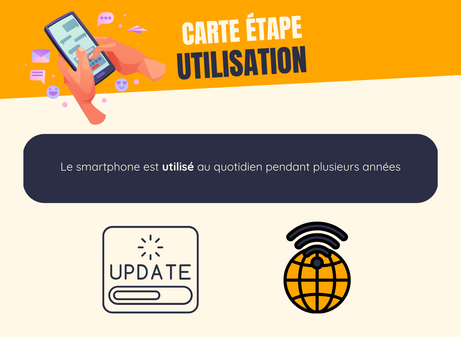 CARTE ÉTAPE
UTILISATION
Le smartphone est utilisé au quotidien pendant plusieurs années
UPDATE